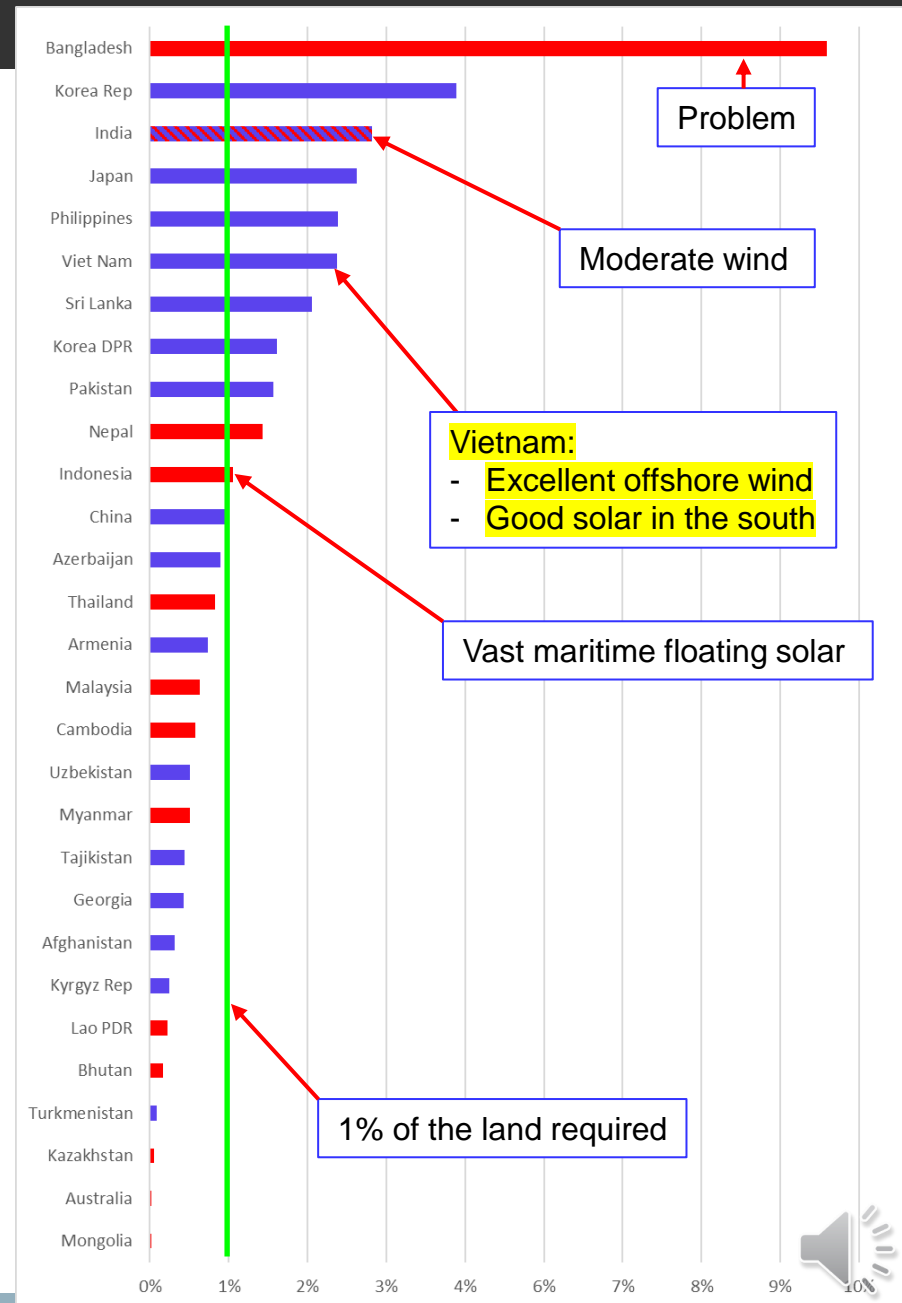 Bangladesh
Korea Rep
Problem
India
Japan
Philippines
Moderate wind
Viet Nam
Sri Lanka
Korea DPR
Pakistan
Nepal
Vietnam:
- Excellent offshore wind
- Good solar in the south
Indonesia
China
Azerbaijan
Thailand
Armenia
Vast maritime floating solar
Malaysia
Cambodia
Uzbekistan
Myanmar
Tajikistan
Georgia
Afghanistan
Kyrgyz Rep
Lao PDR
Bhutan
Turkmenistan
1% of the land required
Kazakhstan
Australia
Mongolia
0% 1% 2% 3% 4% 6% 7% 8% 9% 10%